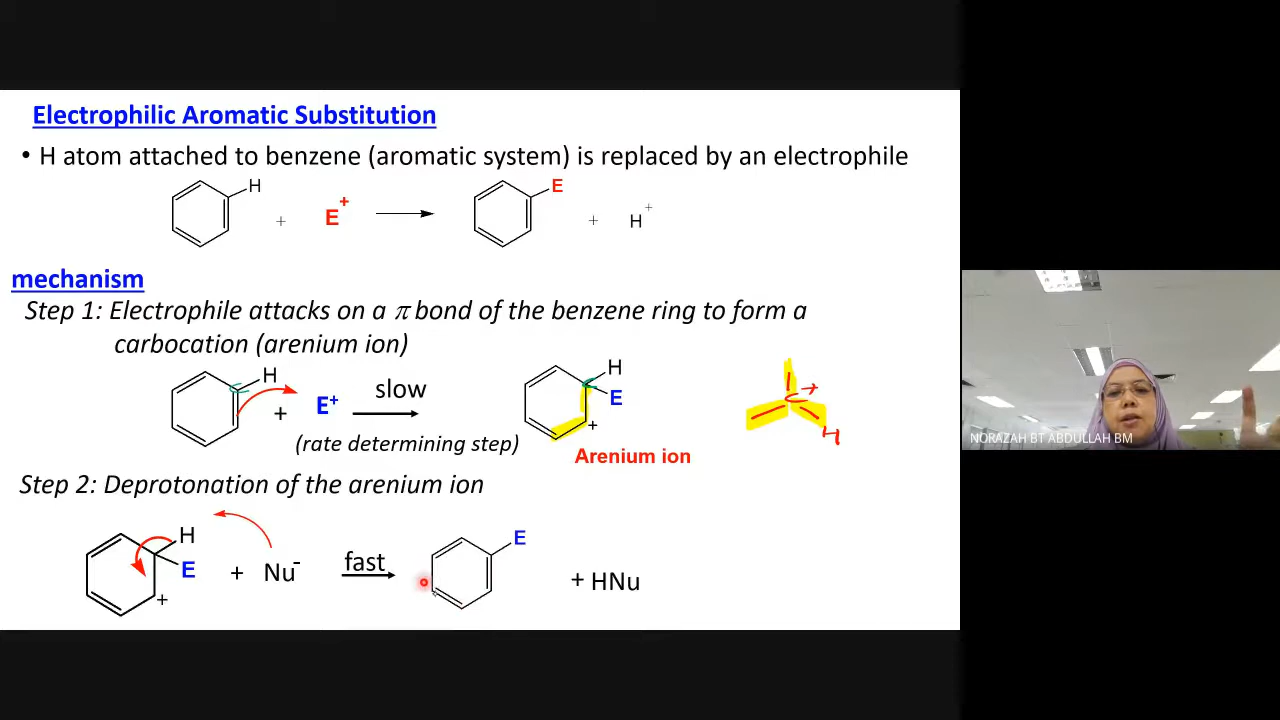 Electrophilic Aromatic Substitution
• H atom attached to benzene (aromatic system) is replaced by an electrophile
H + E+ E + H+
mechanism
Step 1: Electrophile attacks on a π bond of the benzene ring to form a
carbocation (arenium ion)
H + E+ slow H E + C + H
(rate determining step)
Arenium ion
Step 2: Deprotonation of the arenium ion
H E + + Nu- fast E + HNu
NORAZAH BT ABDULLAH BM